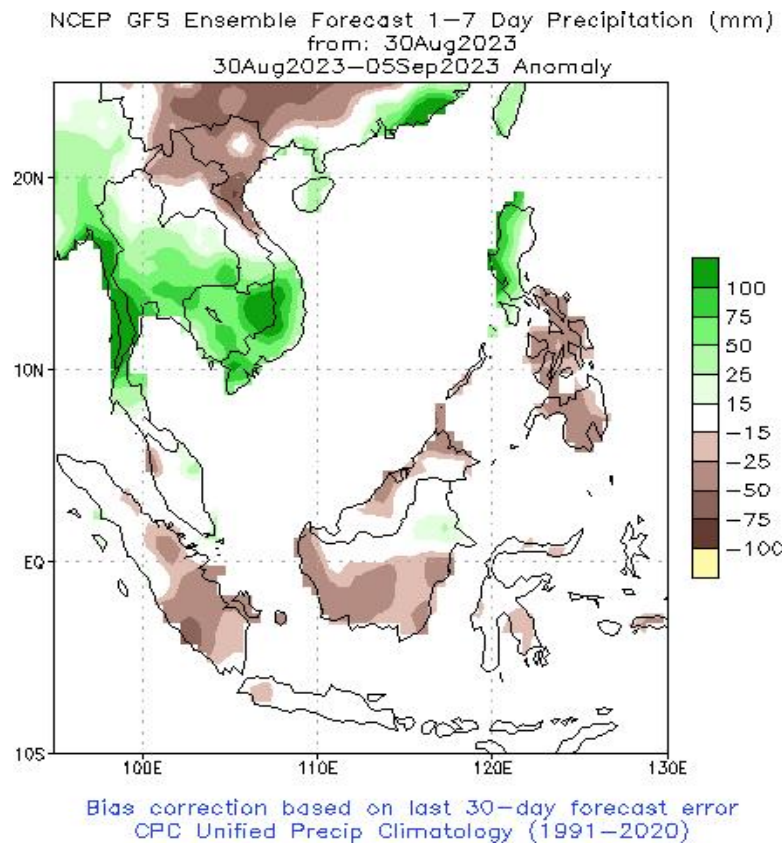 NCEP GFS Ensemble Forecast 1-7 Day Precipitation (mm)
from: 30Aug2023
30Aug2023-05Sep2023 Anomaly
20N
10N
EQ
10S
100E
110E
120E
130E
100
75
50
25
15
-15
-25
-50
-75
-100
Bias correction based on last 30-day forecast error
CPC Unified Precip Climatology (1991-2020)